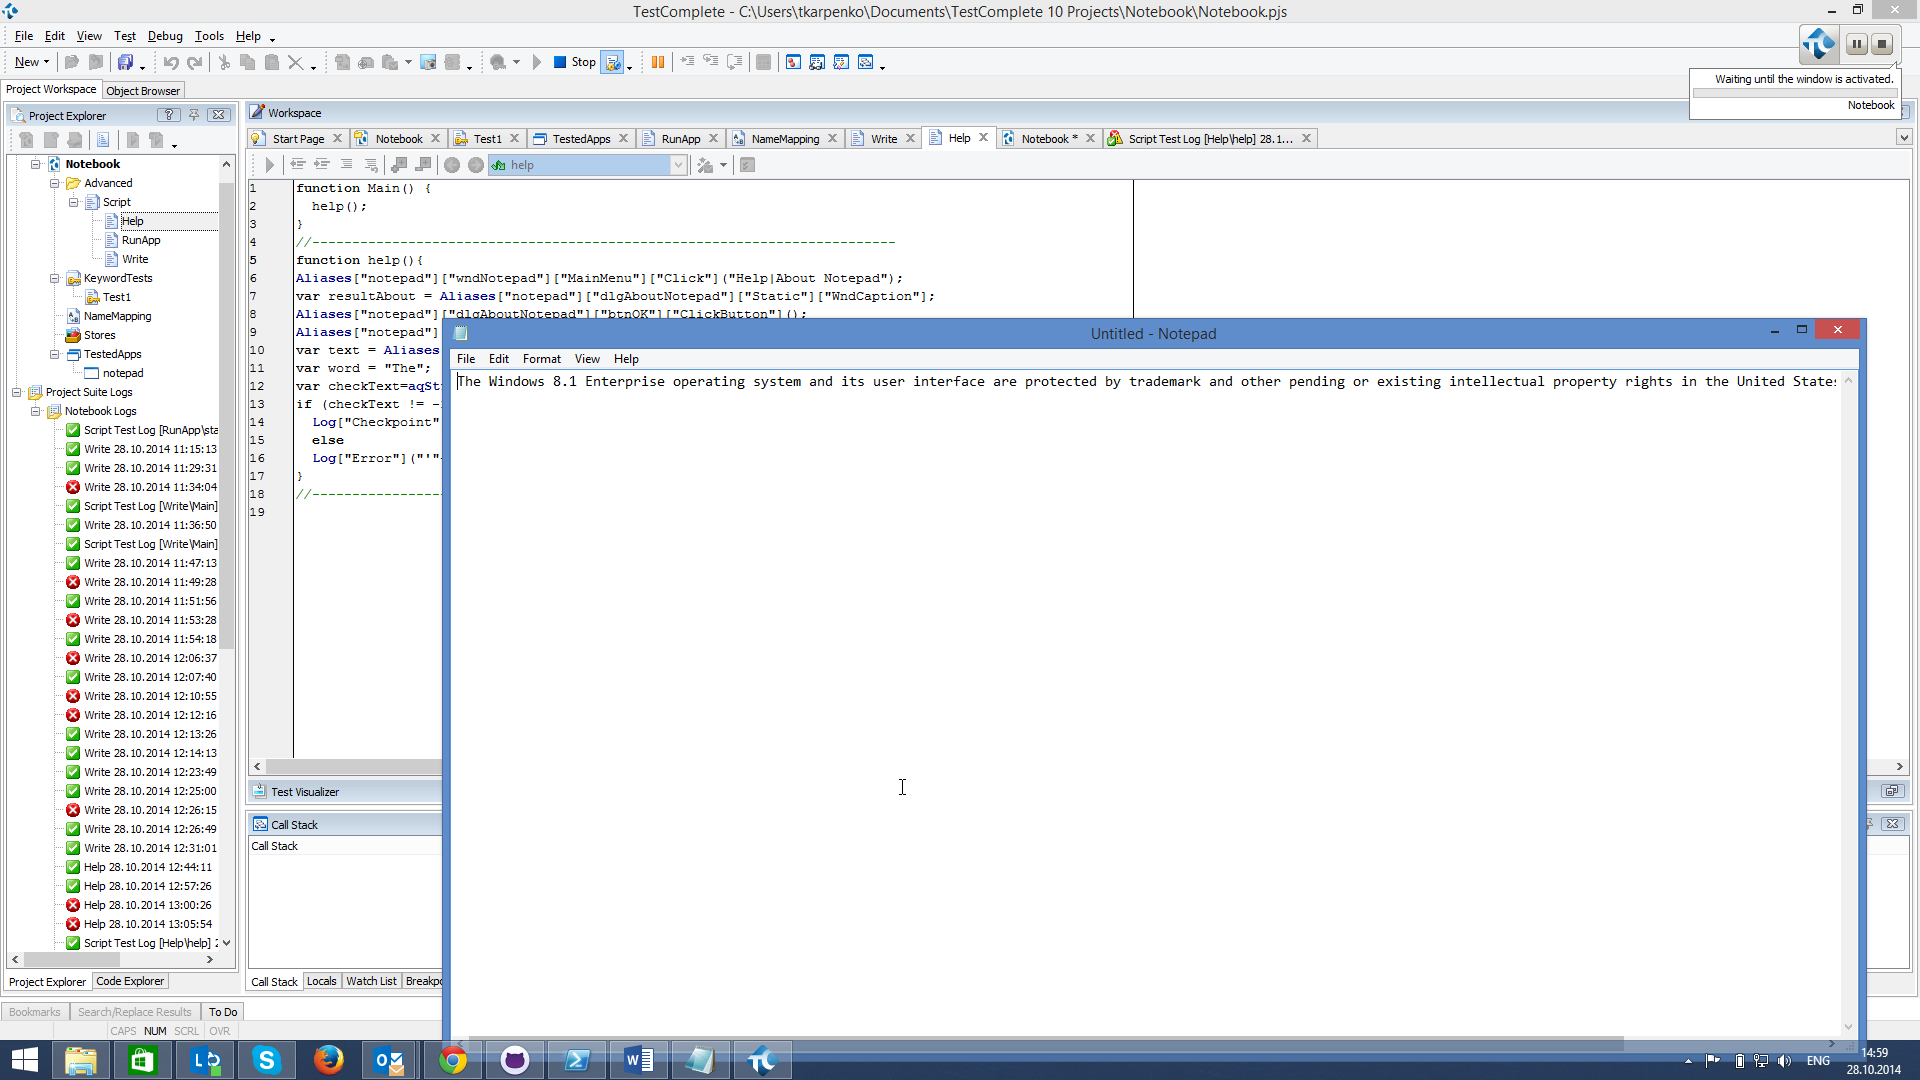 TestComplete - C:\Users\tkarpenko\Documents\TestComplete 10 Projects\Notebook\Notebook.pjs
File Edit View Test Debug Tools Help
New Stop
Waiting until the window is activated.
Notebook
Project Workspace Object Browser
Project Explorer
Workspace
Start Page Notebook Test1 TestedApps RunApp NameMapping Write Help Notebook * Script Test Log [Help\help] 28.1...
help
Notebook
Advanced
Script
Help
RunApp
Write
KeywordTests
Test1
NameMapping
Stores
TestedApps
notepad
Project Suite Logs
Notebook Logs
Script Test Log [RunApp\sta
Write 28.10.2014 11:15:13
Write 28.10.2014 11:29:31
Write 28.10.2014 11:34:04
Script Test Log [Write\Main]
Write 28.10.2014 11:36:50
Script Test Log [Write\Main]
Write 28.10.2014 11:47:13
Write 28.10.2014 11:49:28
Write 28.10.2014 11:51:56
Write 28.10.2014 11:53:28
Write 28.10.2014 11:54:18
Write 28.10.2014 12:06:37
Write 28.10.2014 12:07:40
Write 28.10.2014 12:10:55
Write 28.10.2014 12:12:16
Write 28.10.2014 12:13:26
Write 28.10.2014 12:14:13
Write 28.10.2014 12:23:49
Write 28.10.2014 12:25:00
Write 28.10.2014 12:26:15
Write 28.10.2014 12:26:49
Write 28.10.2014 12:31:01
Help 28.10.2014 12:44:11
Help 28.10.2014 12:57:26
Help 28.10.2014 13:00:26
Help 28.10.2014 13:05:54
Script Test Log [Help\help] 2
Project Explorer Code Explorer
1 function Main() {
2 help();
3 }
4 //-------------------------------------------------------------------------
5 function help(){
6 Aliases["notepad"]["wndNotepad"]["MainMenu"]["Click"]("Help|About Notepad");
7 var resultAbout = Aliases["notepad"]["dlgAboutNotepad"]["Static"]["WndCaption"];
8 Aliases["notepad"]["dlgAboutNotepad"]["btnOK"]["ClickButton"]();
9 Aliases["notepad"]
10 var text = Aliases
11 var word = "The";
12 var checkText=aqSt
13 if (checkText != -
14 Log["Checkpoint"
15 else
16 Log["Error"]("'"
17 }
18 //----------------
19
Untitled - Notepad
File Edit Format View Help
The Windows 8.1 Enterprise operating system and its user interface are protected by trademark and other pending or existing intellectual property rights in the United States
Test Visualizer
Call Stack
Call Stack
Call Stack Locals Watch List Breakpo
Bookmarks Search/Replace Results To Do
CAPS NUM SCRL OVR
ENG
14:59
28.10.2014